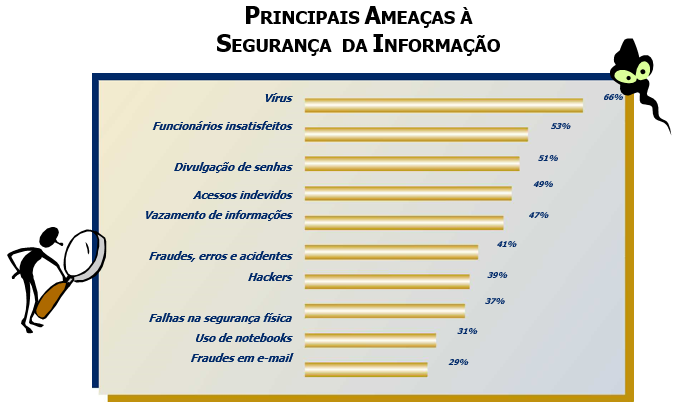 PRINCIPAIS AMEAÇAS À
SEGURANÇA DA INFORMAÇÃO
Vírus 66%
Funcionários insatisfeitos 53%
Divulgação de senhas 51%
Acessos indevidos 49%
Vazamento de informações 47%
Fraudes, erros e acidentes 41%
Hackers 39%
Falhas na segurança física 37%
Uso de notebooks 31%
Fraudes em e-mail 29%